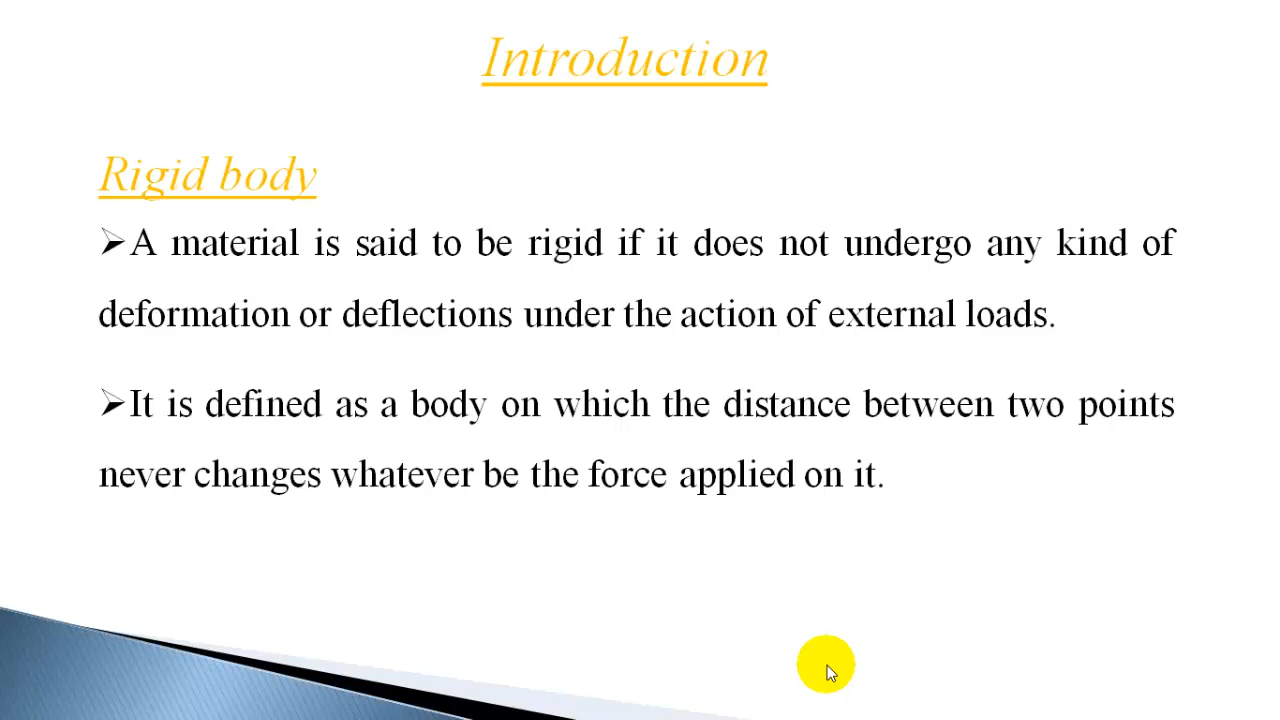 Introduction
Rigid body
➢A material is said to be rigid if it does not undergo any kind of
deformation or deflections under the action of external loads.
➢It is defined as a body on which the distance between two points
never changes whatever be the force applied on it.